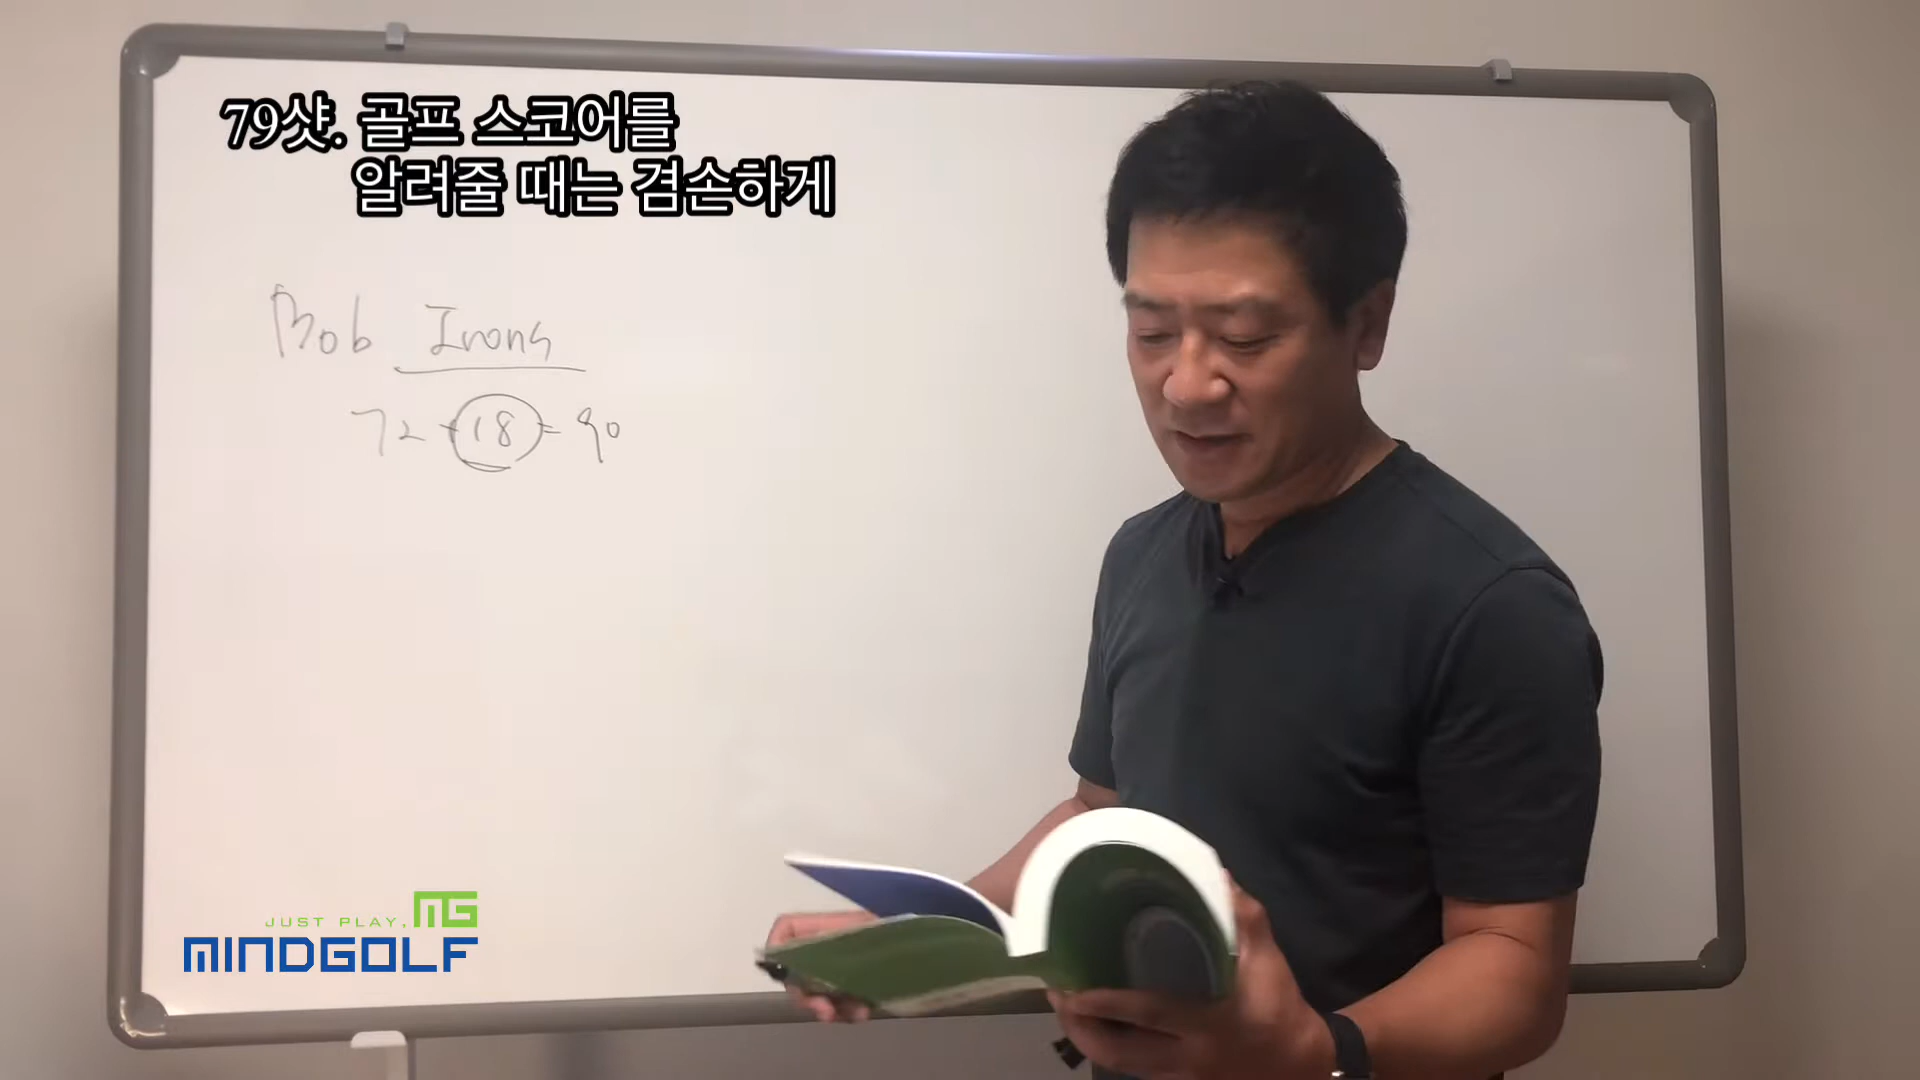 79샷. 골프 스코어를
알려줄 때는 겸손하게
Bob Irons
72+18=90
JUST PLAY, MG
MINDGOLF